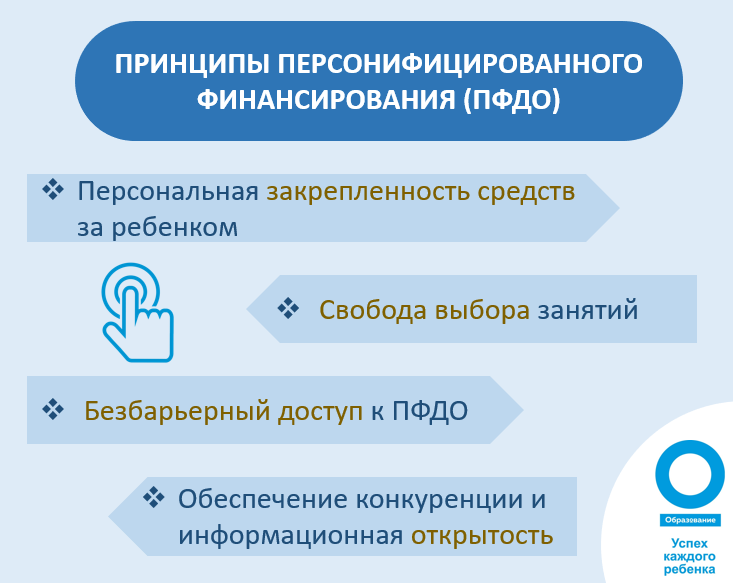 ПРИНЦИПЫ ПЕРСОНИФИЦИРОВАННОГО
ФИНАНСИРОВАНИЯ (ПФДО)
❖ Персональная закрепленность средств
за ребенком
❖ Свобода выбора занятий
❖ Безбарьерный доступ к ПФДО
❖ Обеспечение конкуренции и
информационная открытость
Образование
Успех
каждого
ребенка